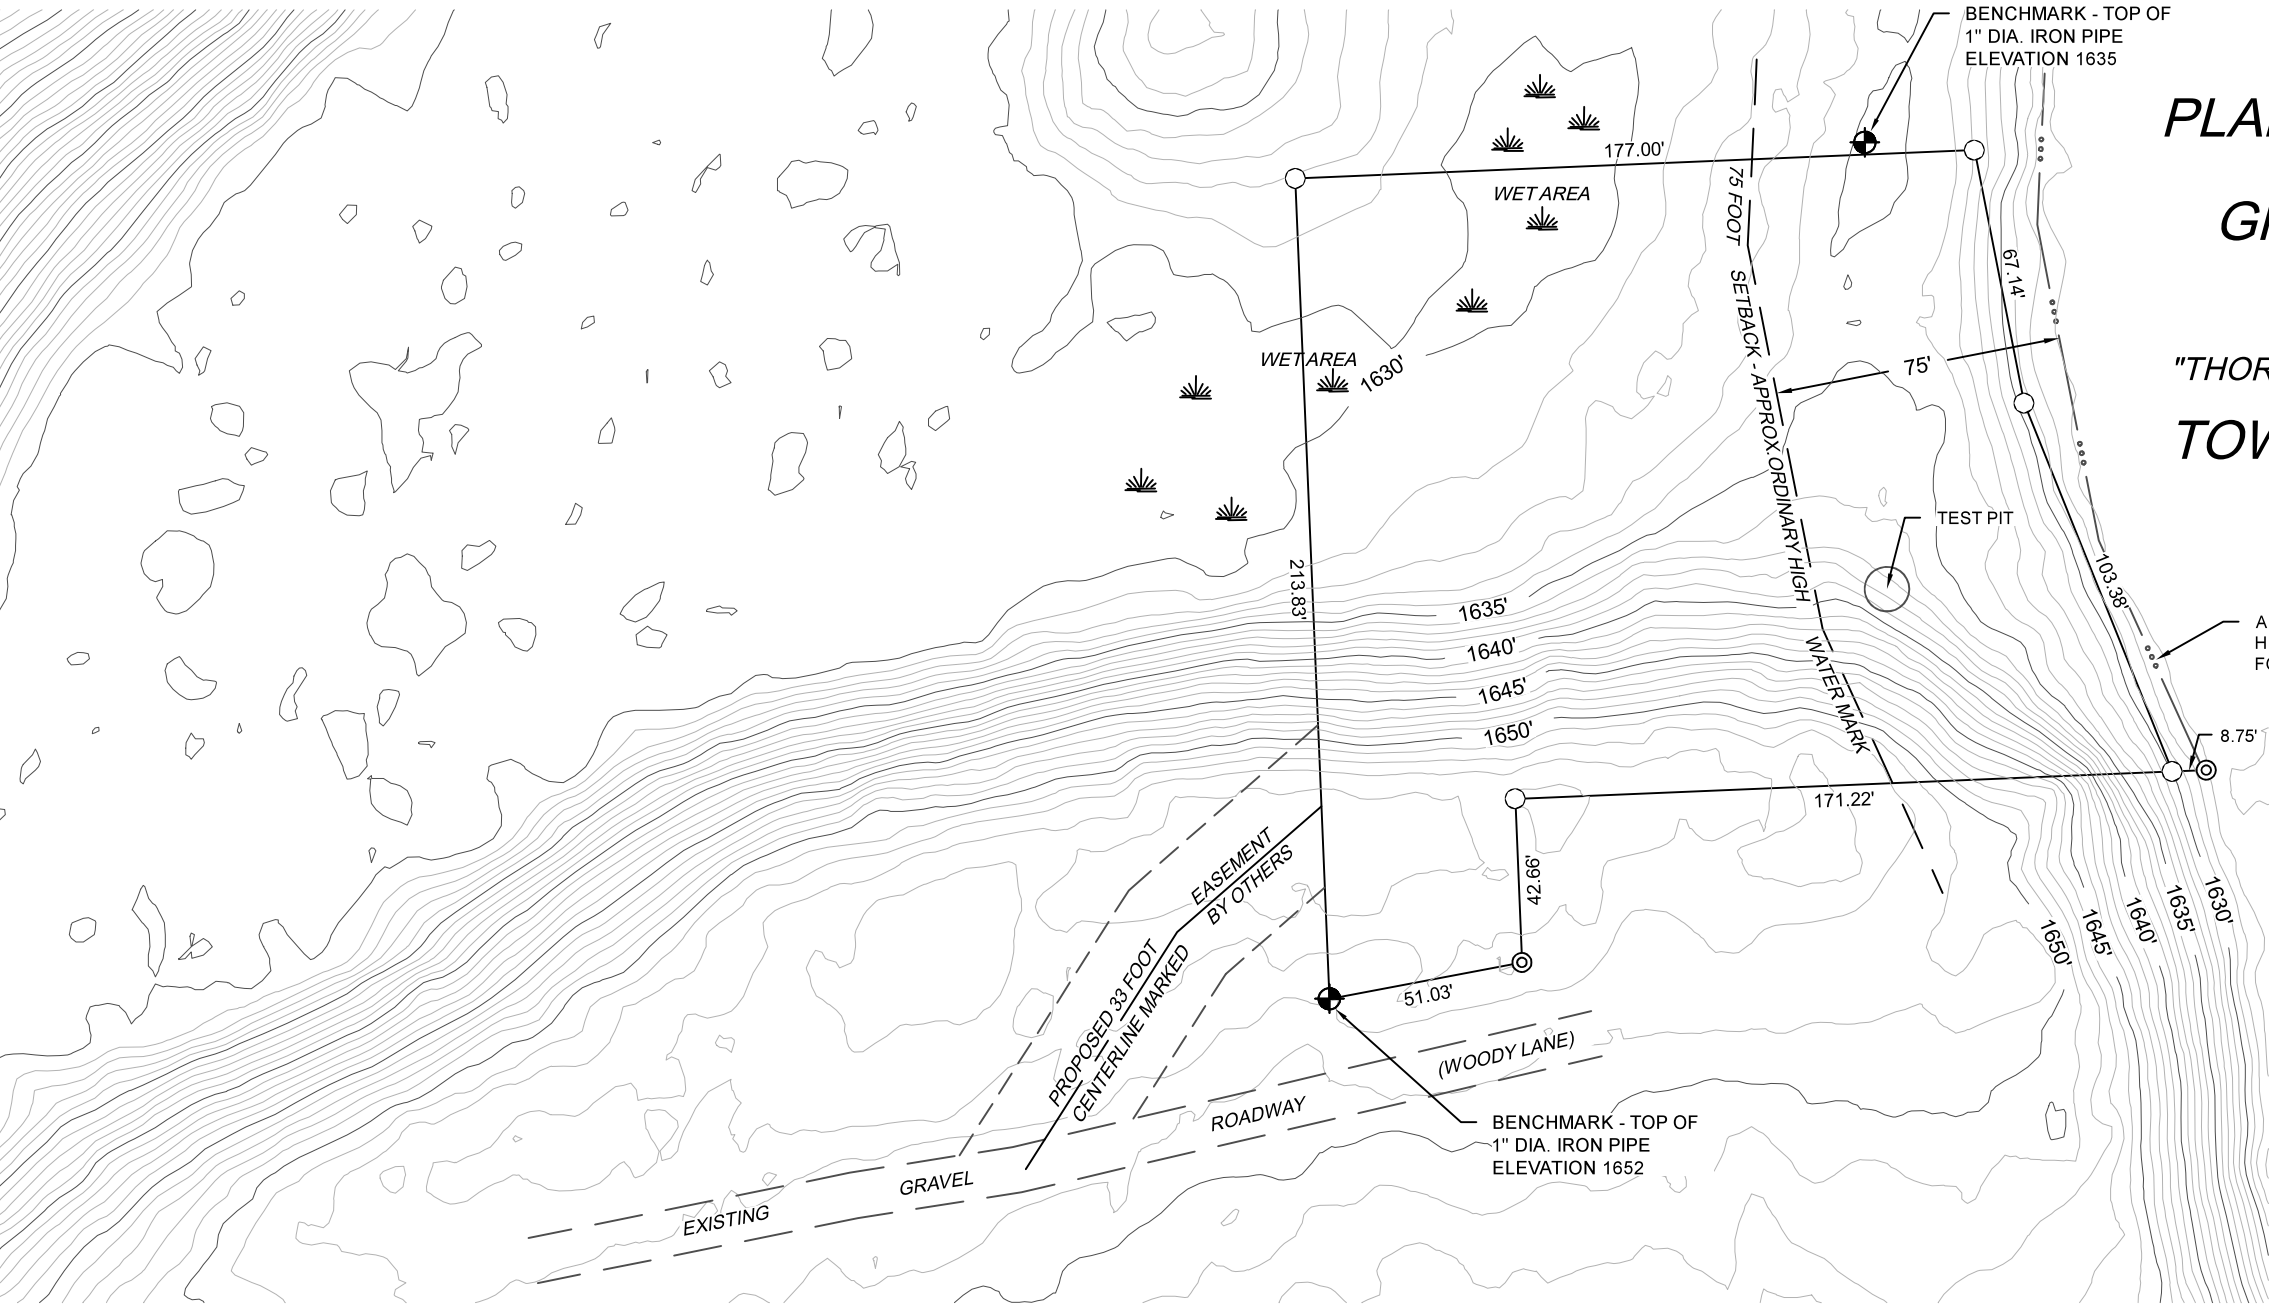 BENCHMARK - TOP OF
1" DIA. IRON PIPE
ELEVATION 1635
177.00'
WET AREA
75 FOOT SETBACK - APPROX. ORDINARY HIGH WATER MARK
67.14'
75'
WET AREA
1630'
"THOR
TEST PIT
213.83'
103.38'
1635'
1640'
1645'
1650'
8.75'
171.22'
42.66'
EASEMENT
BY OTHERS
PROPOSED 33 FOOT
CENTERLINE MARKED
51.03'
1650'
1645'
1640'
1635'
1630'
(WOODY LANE)
ROADWAY
GRAVEL
EXISTING
BENCHMARK - TOP OF
1" DIA. IRON PIPE
ELEVATION 1652